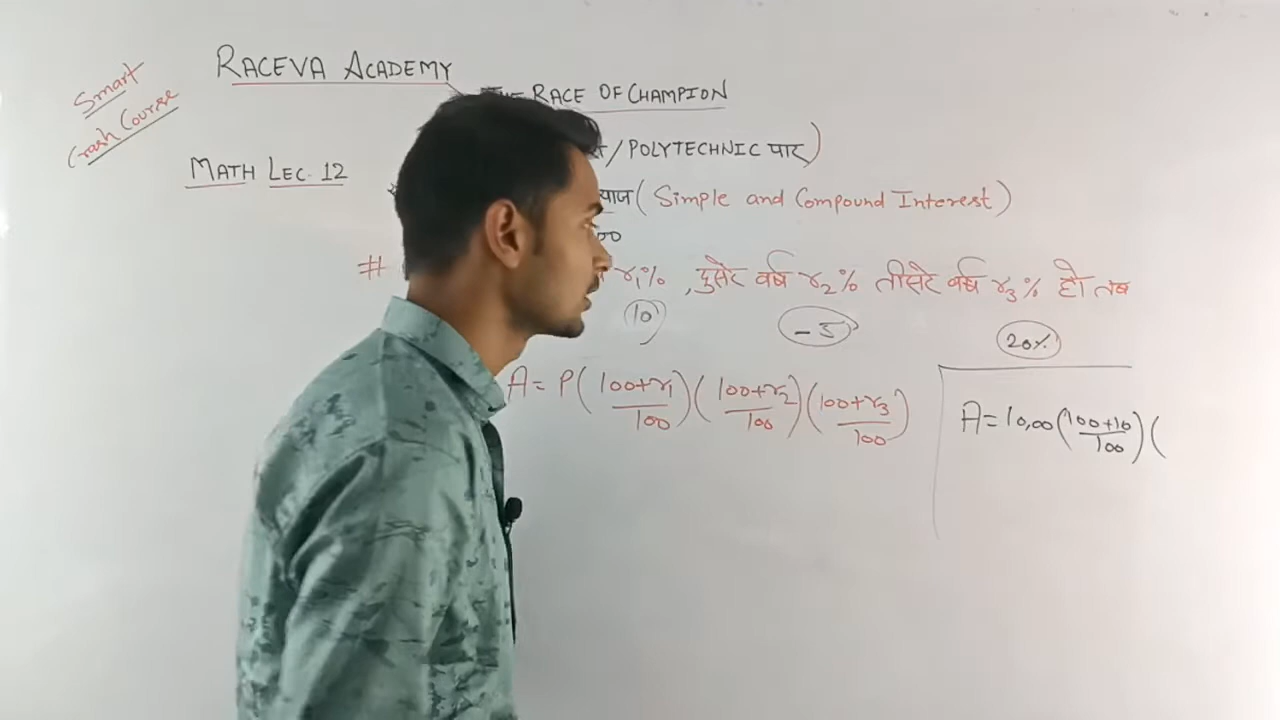 Smart
Crash Course
RACEVA ACADEMY
RACE OF CHAMPION
/POLYTECHNIC पार)
MATH LEC. 12
(Simple and Compound Interest)
00
# r₁% , दुसरे वर्ष r₂% तीसरे वर्ष r₃% हो तब
10 -5 20%
A = P(100+r₁/100)(100+r₂/100)(100+r₃/100)
A = 10,00(100+10/100)(